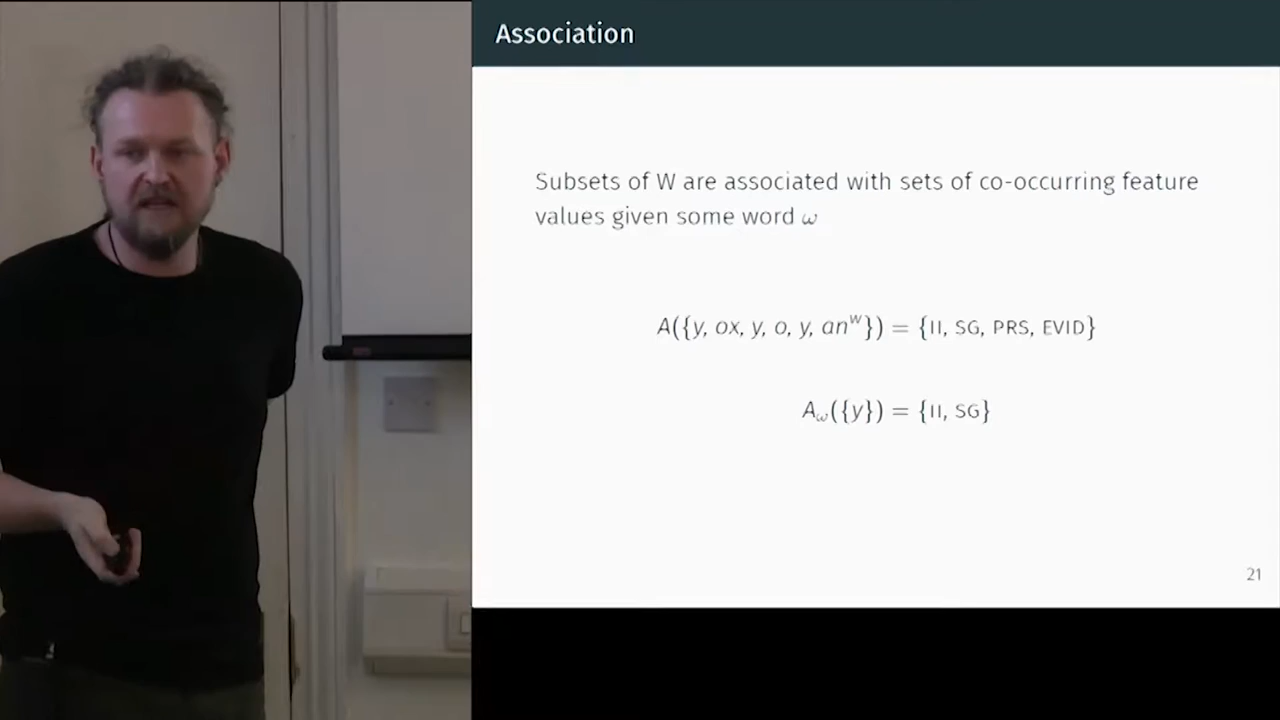 Association
Subsets of W are associated with sets of co-occurring feature
values given some word ω
A({y, ox, y, o, y, anʷ}) = {II, SG, PRS, EVID}
A_ω({y}) = {II, SG}
21